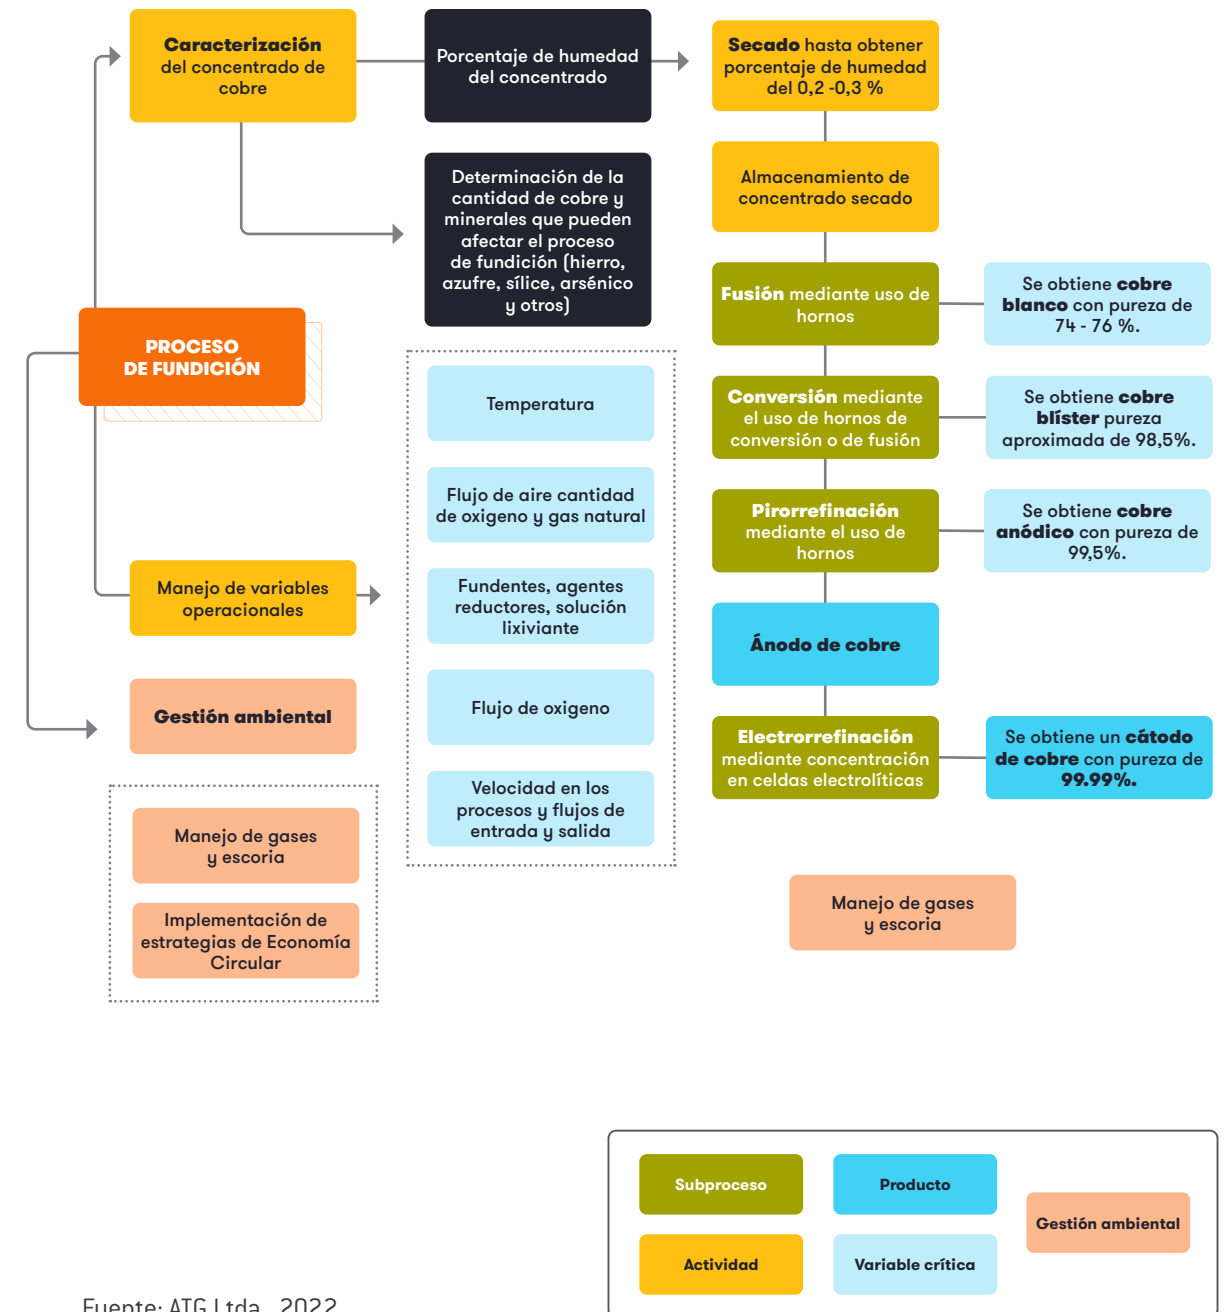 Caracterización
del concentrado de
cobre
Porcentaje de humedad
del concentrado
Secado hasta obtener
porcentaje de humedad
del 0,2 -0,3 %
Determinación de la
cantidad de cobre y
minerales que pueden
afectar el proceso
de fundición (hierro,
azufre, sílice, arsénico
y otros)
Almacenamiento de
concentrado secado
Fusión mediante uso de
hornos
Se obtiene cobre
blanco con pureza de
74 - 76 %.
PROCESO
DE FUNDICIÓN
Temperatura
Conversión mediante
el uso de hornos de
conversión o de fusión
Se obtiene cobre
blíster pureza
aproximada de 98,5%.
Flujo de aire cantidad
de oxigeno y gas natural
Pirorrefinación
mediante el uso de
hornos
Se obtiene cobre
anódico con pureza de
99,5%.
Manejo de variables
operacionales
Fundentes, agentes
reductores, solución
lixiviante
Ánodo de cobre
Gestión ambiental
Flujo de oxigeno
Electrorrefinación
mediante concentración
en celdas electrolíticas
Se obtiene un cátodo
de cobre con pureza de
99.99%.
Velocidad en los
procesos y flujos de
entrada y salida
Manejo de gases
y escoria
Implementación de
estrategias de Economía
Circular
Manejo de gases
y escoria
Subproceso
Producto
Gestión ambiental
Actividad
Variable crítica
Fuente: ATG Ltda., 2022